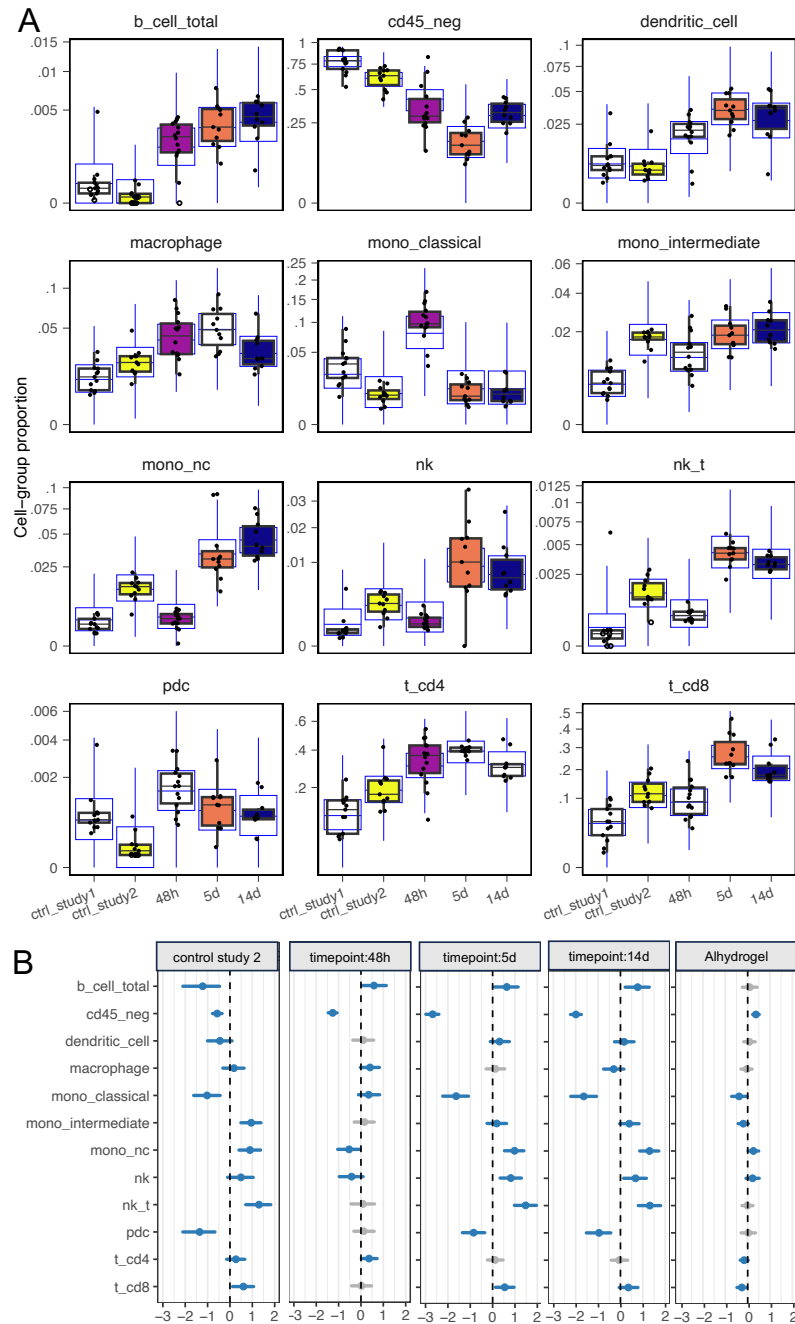 A
b_cell_total cd45_neg dendritic_cell
.015 .01 .005 0
1 .75 .5 .25 0
.1 .05 .025 0
macrophage mono_classical mono_intermediate
.1 .05 0
.25 .2 .15 .1 .05 0
.06 .04 .02 0
Cell-group proportion
mono_nc nk nk_t
.1 .075 .05 .025 0
.03 .02 .01 0
.0125 .01 .0075 .005 .0025 0
pdc t_cd4 t_cd8
.006 .004 .002 0
.6 .4 .2 0
.5 .4 .3 .2 .1 0
ctrl_study1 ctrl_study2 48h 5d 14d
ctrl_study1 ctrl_study2 48h 5d 14d
ctrl_study1 ctrl_study2 48h 5d 14d
B
control study 2 timepoint:48h timepoint:5d timepoint:14d Alhydrogel
b_cell_total
cd45_neg
dendritic_cell
macrophage
mono_classical
mono_intermediate
mono_nc
nk
nk_t
pdc
t_cd4
t_cd8
−3 −2 −1 0 1 2 −3 −2 −1 0 1 2 −3 −2 −1 0 1 2 −3 −2 −1 0 1 2 −3 −2 −1 0 1 2